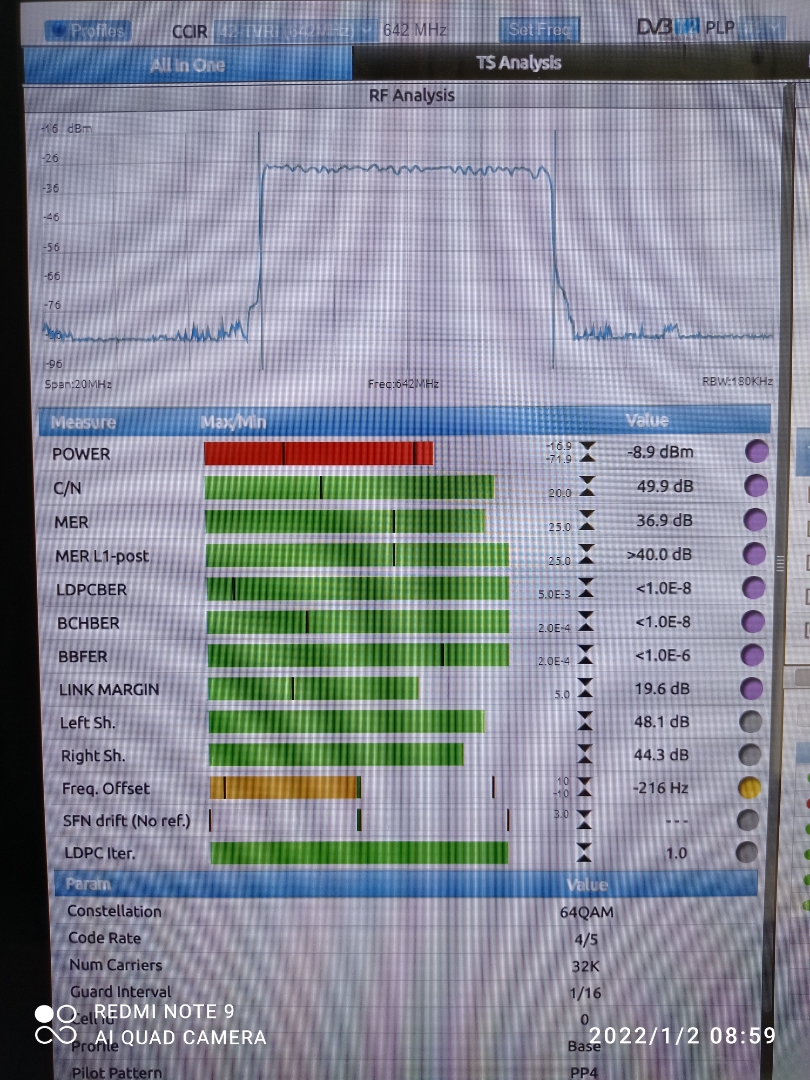 Profiles CCIR 42-TVRI (642MHz) 642 MHz Set Freq DVB T2 PLP
All in One TS Analysis
RF Analysis
-16 dBm
-26
-36
-46
-56
-66
-76
-96
Span:20MHz Freq:642MHz RBW:180KHz
Measure Max/Min Value
POWER -16.9 -71.9 -8.9 dBm
C/N 20.0 49.9 dB
MER 25.0 36.9 dB
MER L1-post 25.0 >40.0 dB
LDPCBER 5.0E-3 <1.0E-8
BCHBER 2.0E-4 <1.0E-8
BBFER 2.0E-4 <1.0E-6
LINK MARGIN 5.0 19.6 dB
Left Sh. 48.1 dB
Right Sh. 44.3 dB
Freq. Offset -216 Hz
SFN drift (No ref.) 3.0 ---
LDPC Iter. 1.0
Param Value
Constellation 64QAM
Code Rate 4/5
Num Carriers 32K
Guard Interval 1/16
Cell Id 0
Profile Base
Pilot Pattern PP4
REDMI NOTE 9
AI QUAD CAMERA
2022/1/2 08:59